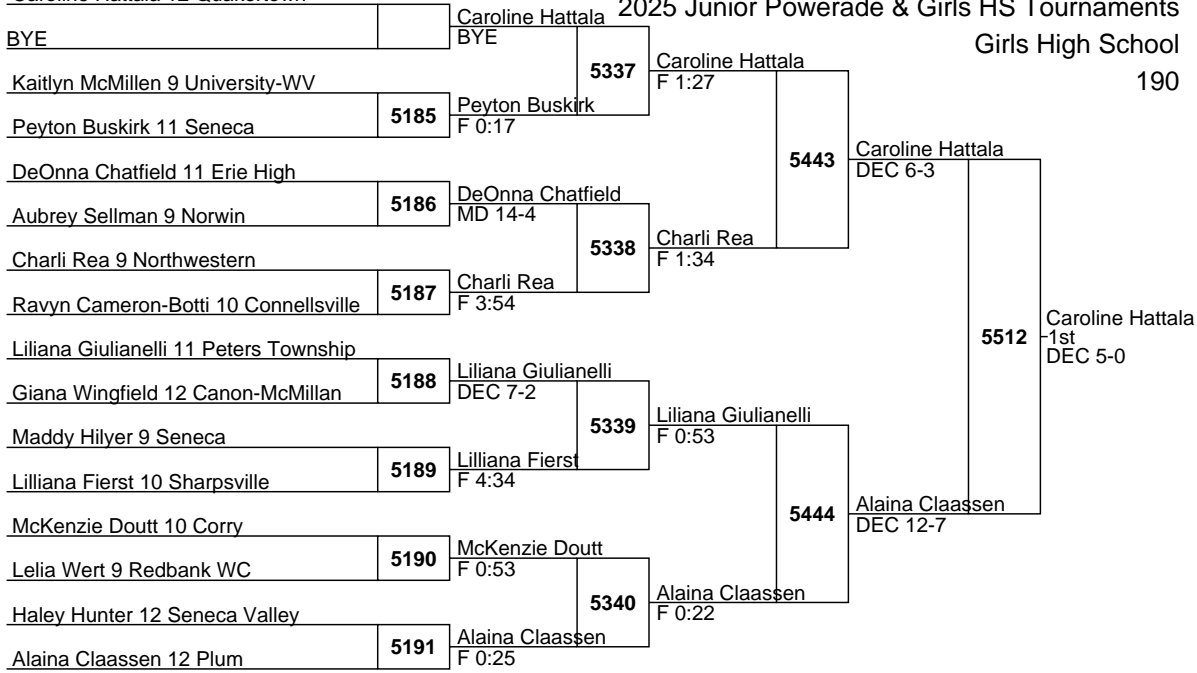 Caroline Hattala 12 Quakertown
2025 Junior Powerade & Girls HS Tournaments
Girls High School
190
BYE
Kaitlyn McMillen 9 University-WV
Peyton Buskirk 11 Seneca
DeOnna Chatfield 11 Erie High
Aubrey Sellman 9 Norwin
Charli Rea 9 Northwestern
Ravyn Cameron-Botti 10 Connellsville
Liliana Giulianelli 11 Peters Township
Giana Wingfield 12 Canon-McMillan
Maddy Hilyer 9 Seneca
Lilliana Fierst 10 Sharpsville
McKenzie Doutt 10 Corry
Lelia Wert 9 Redbank WC
Haley Hunter 12 Seneca Valley
Alaina Claassen 12 Plum
5185
5186
5187
5188
5189
5190
5191
Caroline Hattala
BYE
Peyton Buskirk
F 0:17
DeOnna Chatfield
MD 14-4
Charli Rea
F 3:54
Liliana Giulianelli
DEC 7-2
Lilliana Fierst
F 4:34
McKenzie Doutt
F 0:53
Alaina Claassen
F 0:25
5337
5338
5339
5340
Caroline Hattala
F 1:27
Charli Rea
F 1:34
Liliana Giulianelli
F 0:53
Alaina Claassen
F 0:22
5443
5444
Caroline Hattala
DEC 6-3
Alaina Claassen
DEC 12-7
5512
Caroline Hattala
1st
DEC 5-0